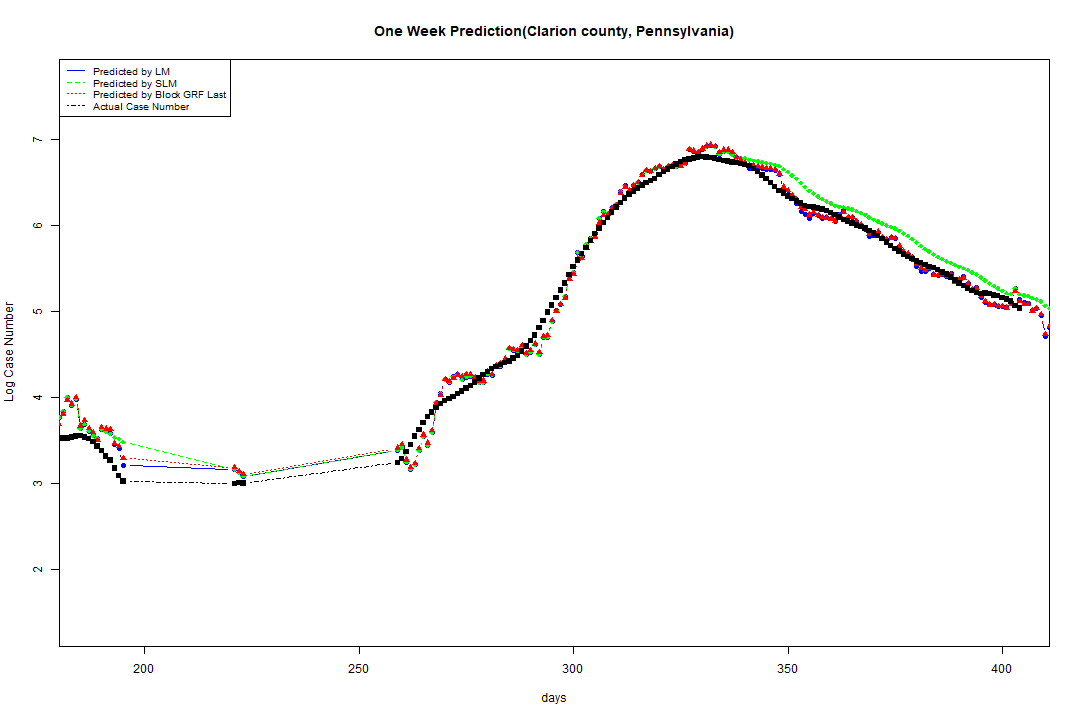 One Week Prediction(Clarion county, Pennsylvania)
Predicted by LM
Predicted by SLM
Predicted by Block GRF Last
Actual Case Number
Log Case Number
7
6
5
4
3
2
200 250 300 350 400
days